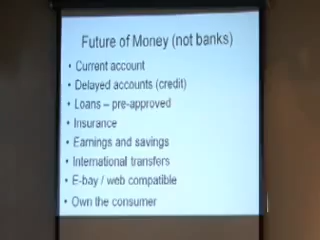 Future of Money (not banks)
• Current account
• Delayed accounts (credit)
• Loans – pre-approved
• Insurance
• Earnings and savings
• International transfers
• E-bay / web compatible
• Own the consumer